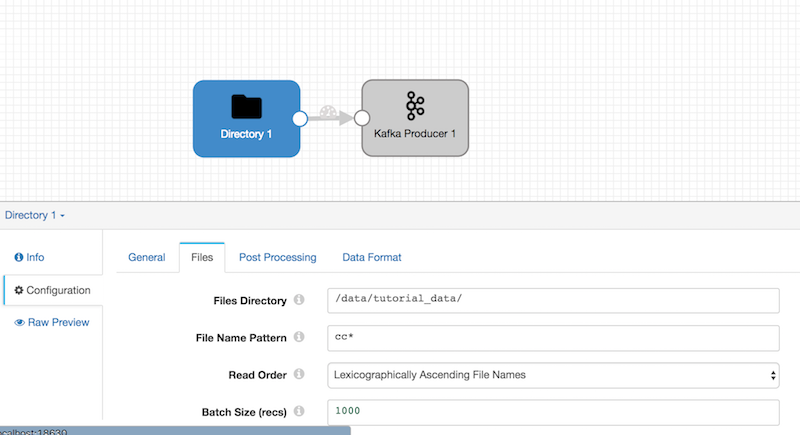 Directory 1
Kafka Producer 1
Directory 1
Info
Configuration
Raw Preview
General
Files
Post Processing
Data Format
Files Directory
/data/tutorial_data/
File Name Pattern
cc*
Read Order
Lexicographically Ascending File Names
Batch Size (recs)
1000
calhost:18630